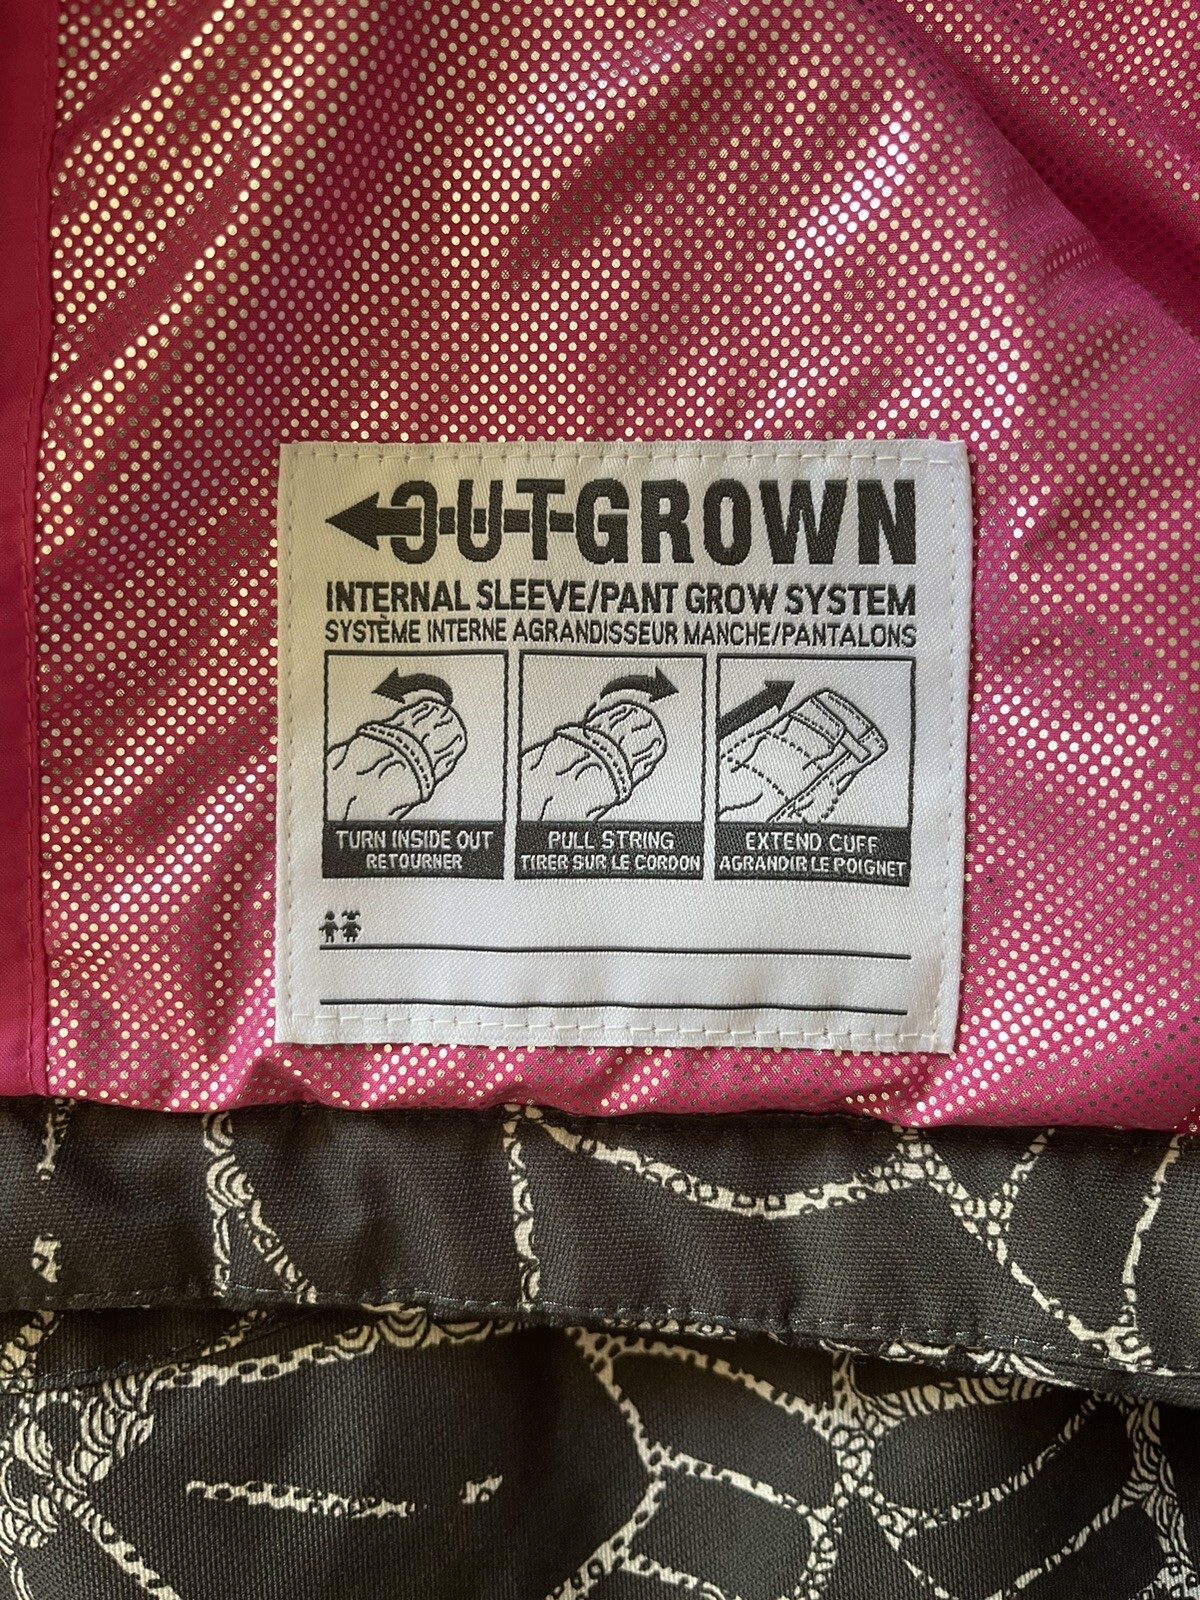 OUTGROWN
INTERNAL SLEEVE/PANT GROW SYSTEM
SYSTÈME INTERNE AGRANDISSEUR MANCHE/PANTALONS
TURN INSIDE OUT
RETOURNER
PULL STRING
TIRER SUR LE CORDON
EXTEND CUFF
AGRANDIR LE POIGNET